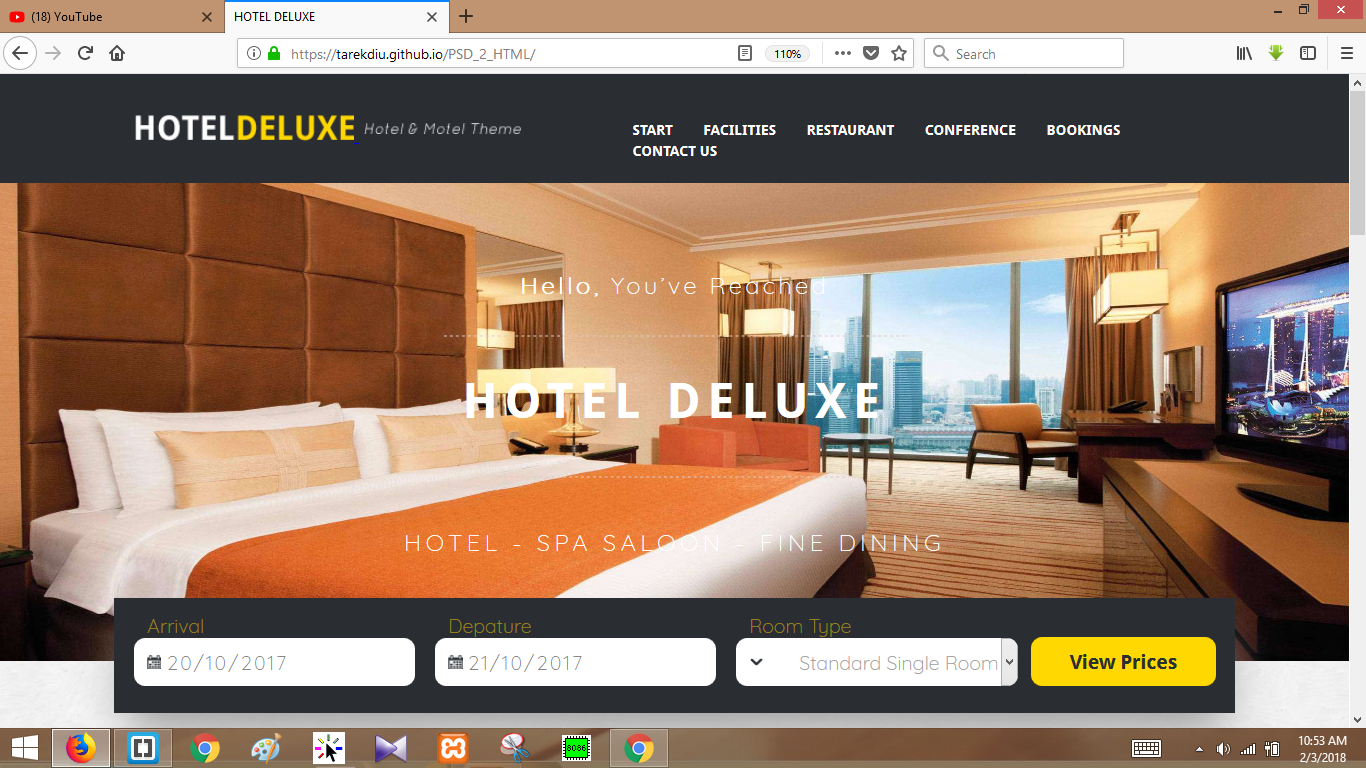 (18) YouTube
HOTEL DELUXE
https://tarekdiu.github.io/PSD_2_HTML/
110%
Search
HOTELDELUXE Hotel & Motel Theme
START FACILITIES RESTAURANT CONFERENCE BOOKINGS
CONTACT US
Hello, You've Reached
HOTEL DELUXE
HOTEL - SPA SALOON - FINE DINING
Arrival Depature Room Type
20/10/2017 21/10/2017 Standard Single Room View Prices
8086
10:53 AM
2/3/2018